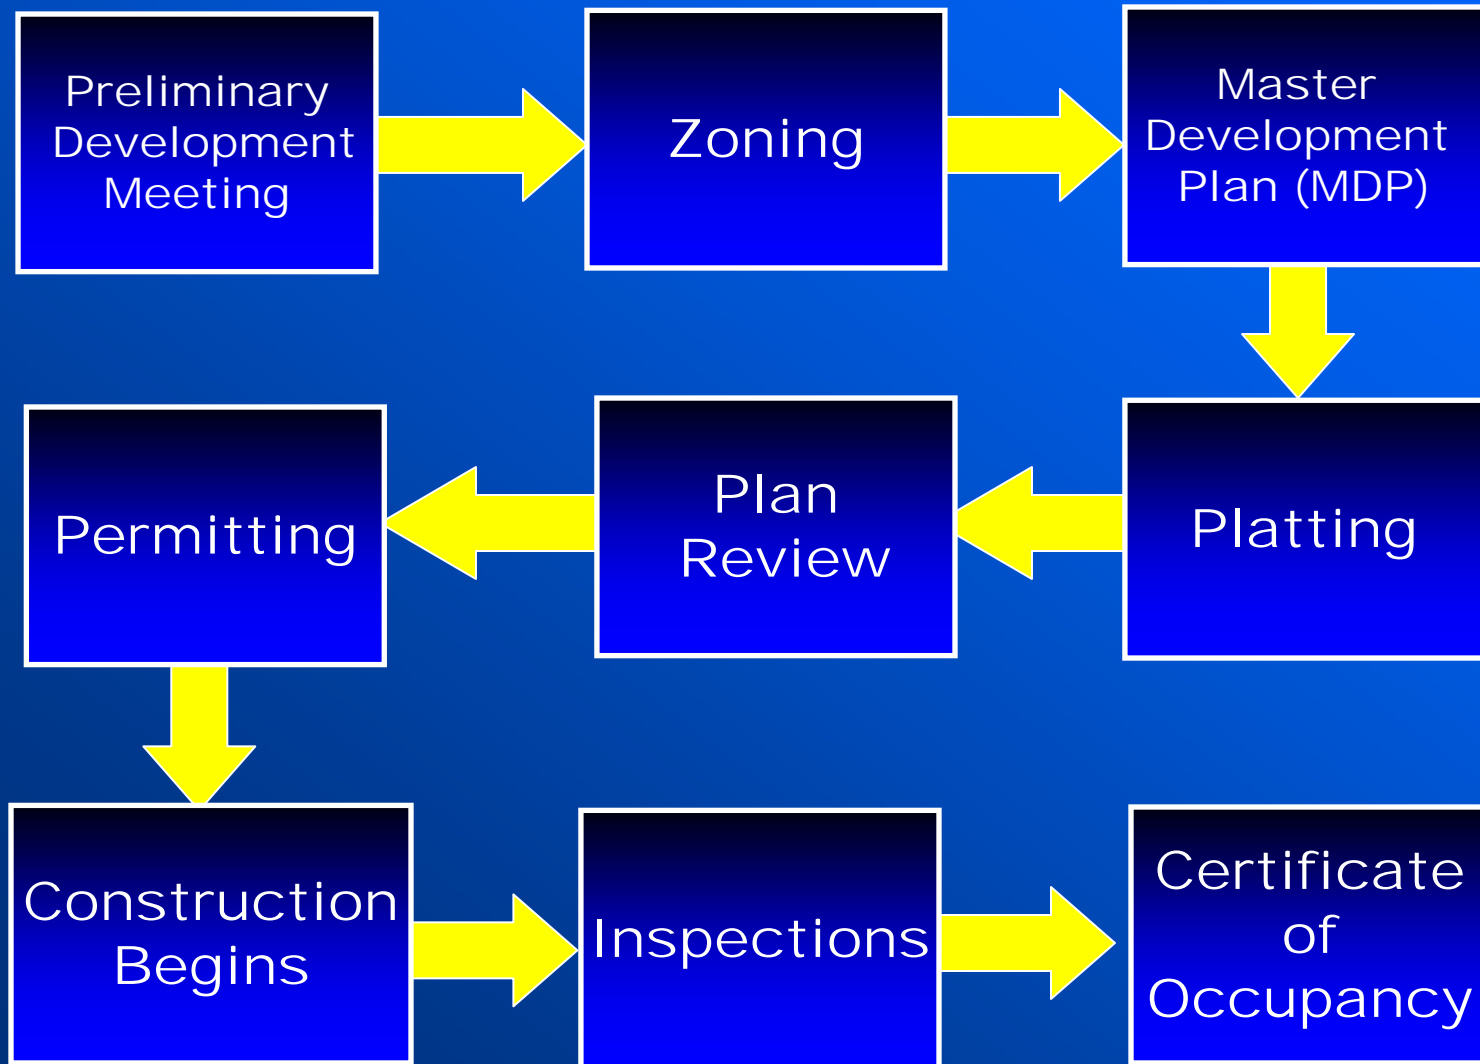 Preliminary
Development
Meeting
Zoning
Master
Development
Plan (MDP)
Platting
Plan
Review
Permitting
Construction
Begins
Inspections
Certificate
of
Occupancy